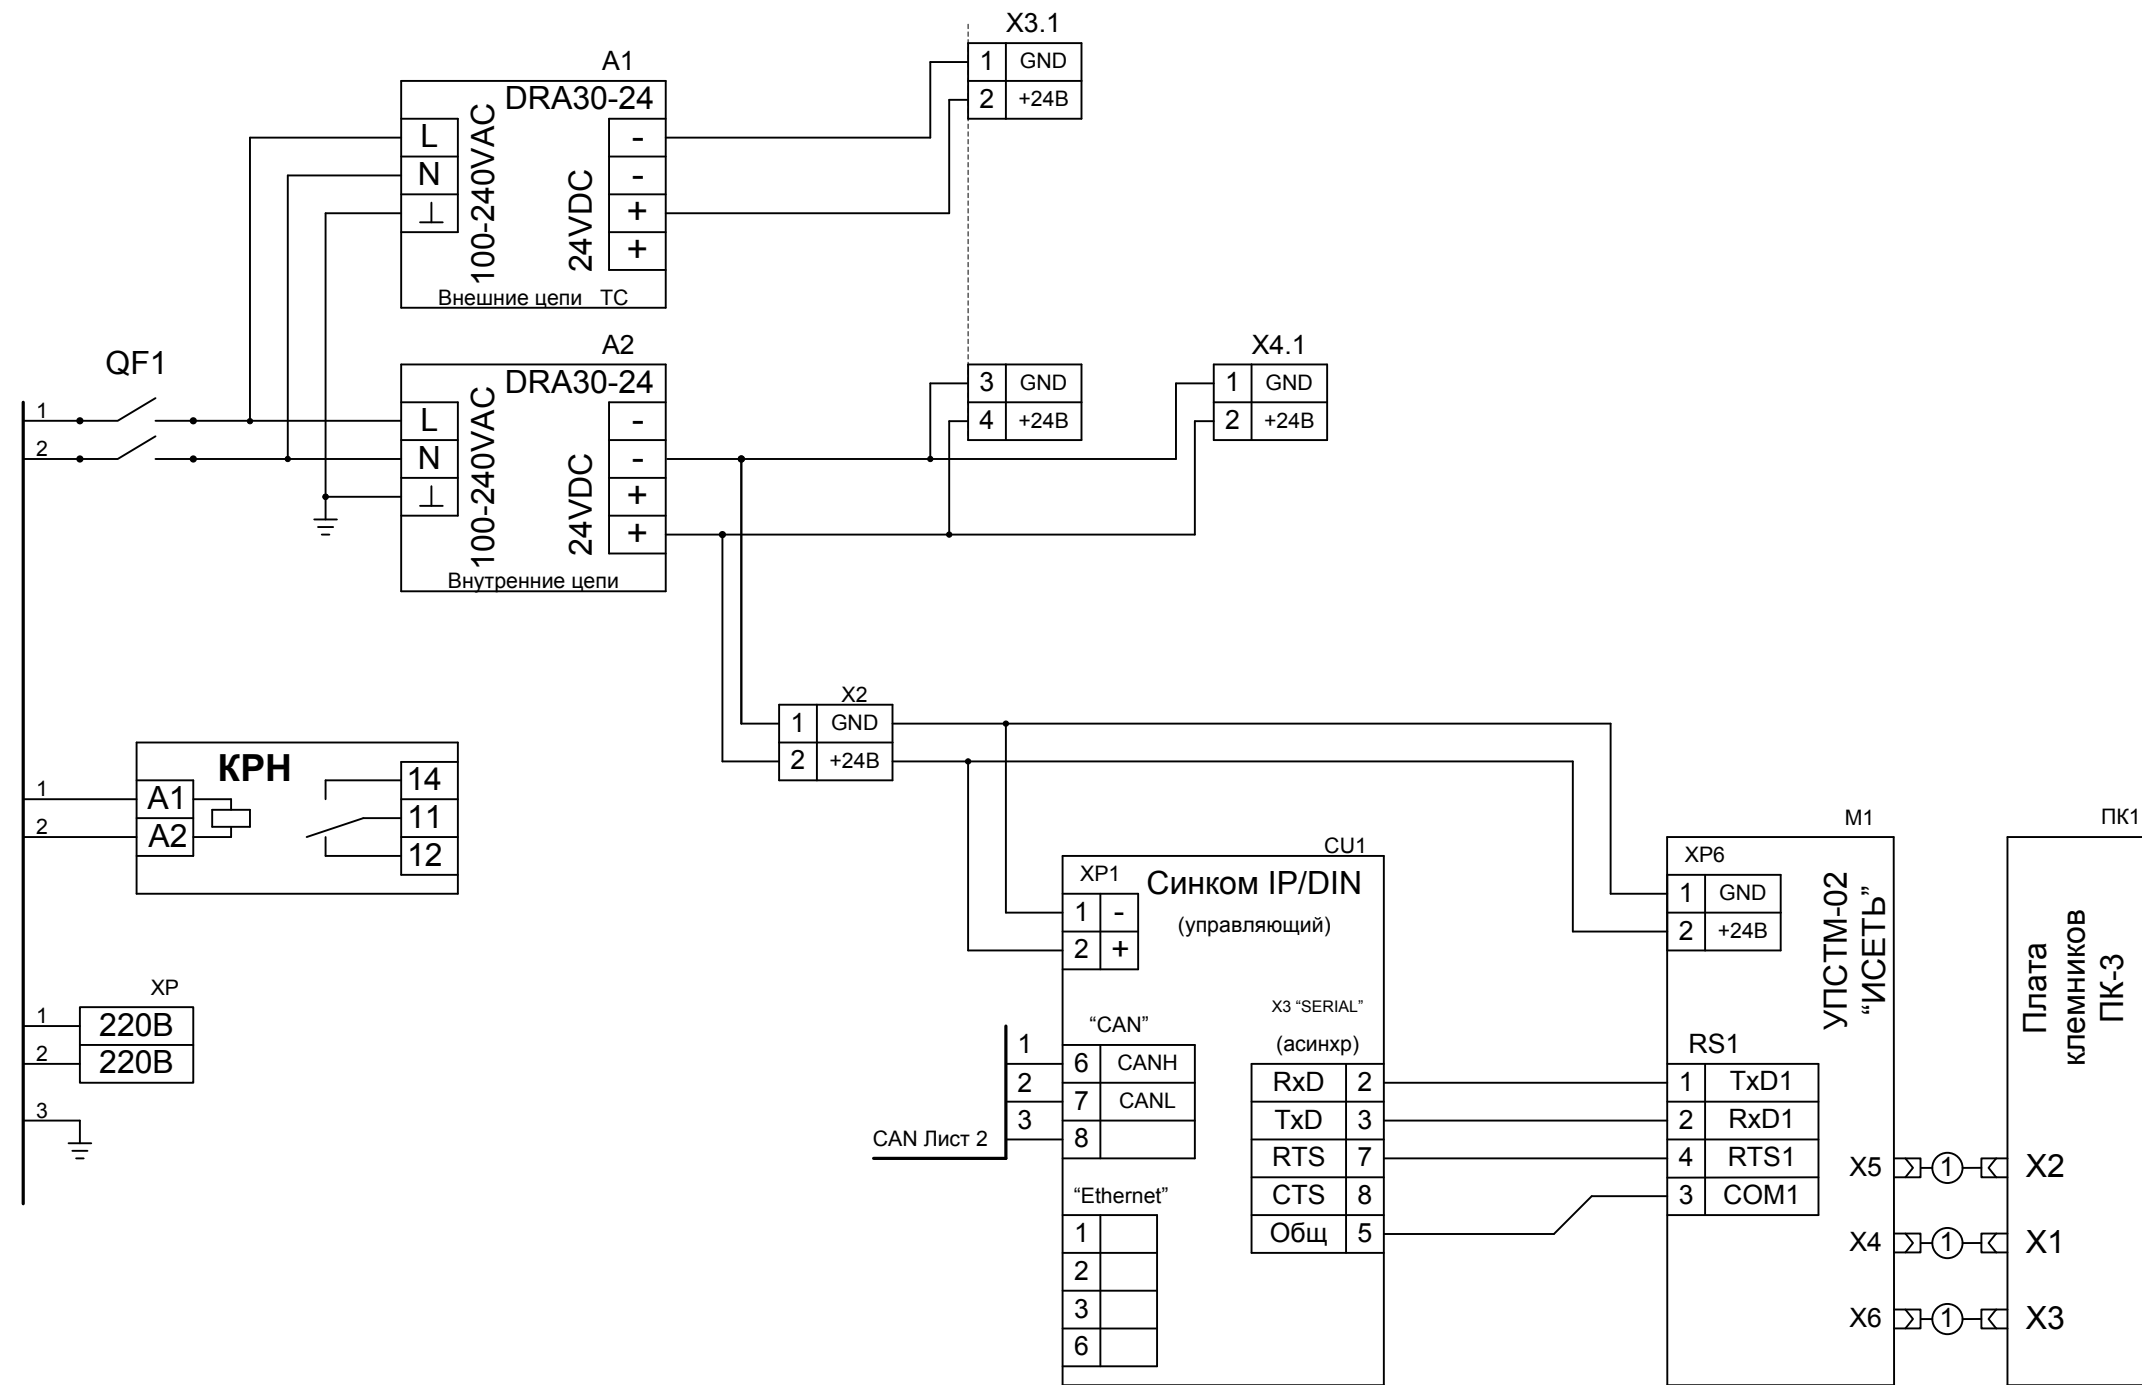 X3.1
1 GND
2 +24В
A1
DRA30-24
L
N
⊥
100-240VAC
24VDC
-
-
+
+
Внешние цепи ТС
QF1
1
2
A2
DRA30-24
L
N
⊥
100-240VAC
24VDC
-
-
+
+
Внутренние цепи
3 GND
4 +24В
X4.1
1 GND
2 +24В
X2
1 GND
2 +24В
КРН
1
2
A1
A2
14
11
12
XP
1 220В
2 220В
3
CU1
XP1
Синком IP/DIN
(управляющий)
1 -
2 +
X3 “SERIAL”
(асинхр)
“CAN”
1
2
3
6 CANH
7 CANL
8
CAN Лист 2
RxD 2
TxD 3
RTS 7
CTS 8
Общ 5
“Ethernet”
1
2
3
6
M1
XP6
1 GND
2 +24В
УПСТМ-02
“ИСЕТЬ”
RS1
1 TxD1
2 RxD1
4 RTS1
3 COM1
X5 1 X2
X4 1 X1
X6 1 X3
ПК1
Плата
клемников
ПК-3